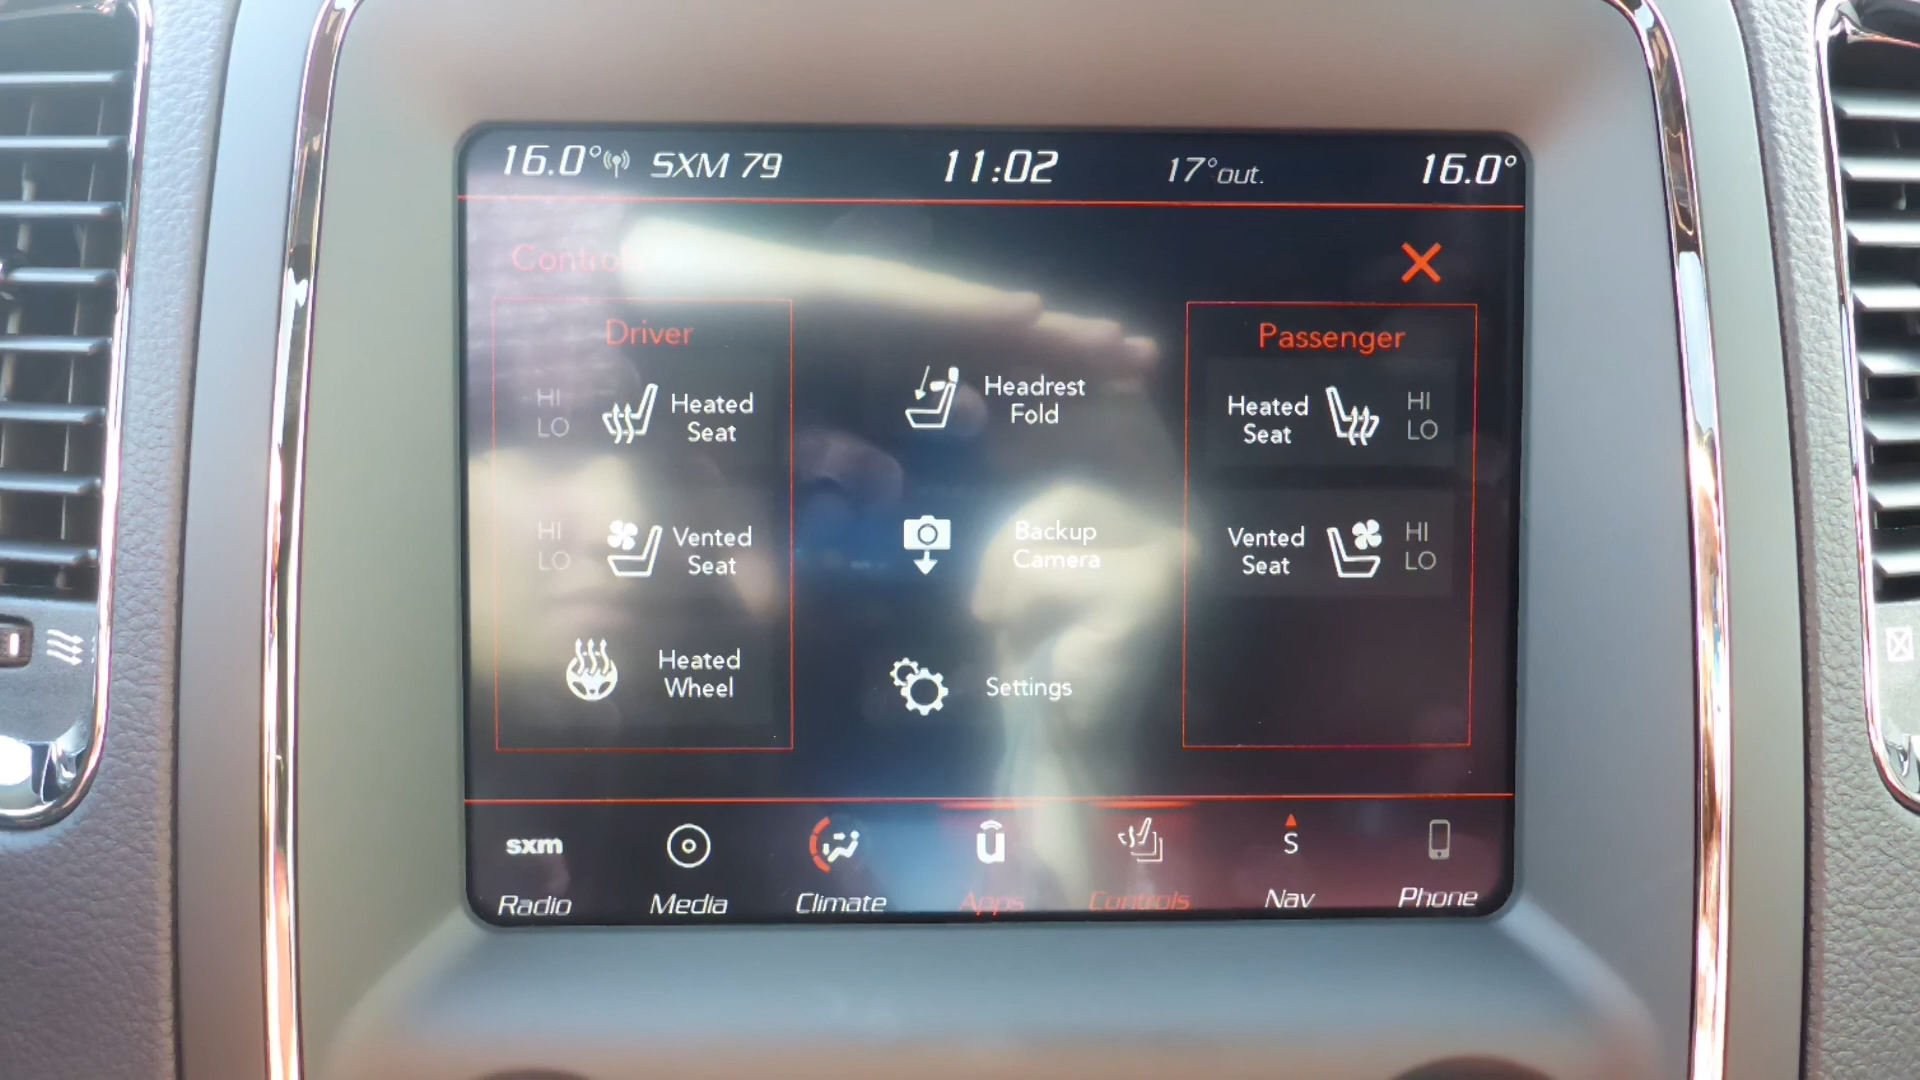 16.0° SXM 79 11:02 17° out. 16.0°
Controls
Driver
HI
LO
Heated
Seat
HI
LO
Vented
Seat
Heated
Wheel
Headrest
Fold
Backup
Camera
Settings
Passenger
Heated
Seat
HI
LO
Vented
Seat
HI
LO
sxm
Radio
Media
Climate
ū
Apps
Controls
S
Nav
Phone